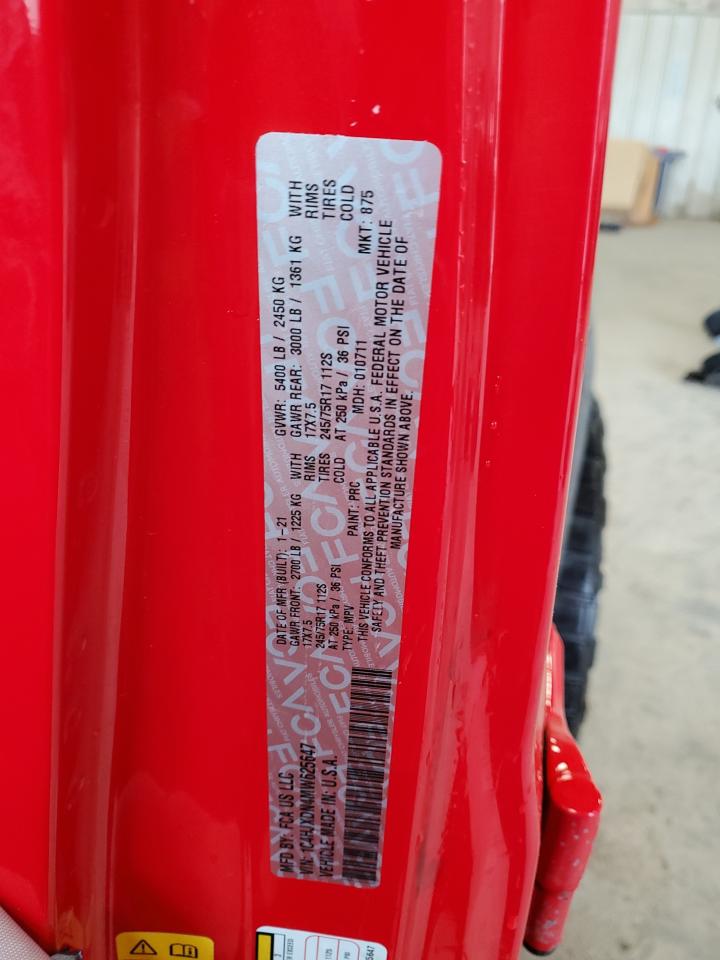 MFD BY: FCA US LLC
DATE OF MFR (BUILT): 1-21
GVWR: 5400 LB / 2450 KG
VIN: 1C4HJXDN4MW625647
GAWR FRONT: 2700 LB / 1225 KG WITH
GAWR REAR: 3000 LB / 1361 KG WITH
VEHICLE MADE IN: U.S.A.
17X7.5 RIMS
17X7.5 RIMS
245/75R17 112S TIRES
245/75R17 112S TIRES
AT 250 kPa / 36 PSI COLD
AT 250 kPa / 36 PSI COLD
TYPE: MPV PAINT: PRC MDH: 010711 MKT: 875
THIS VEHICLE CONFORMS TO ALL APPLICABLE U.S.A. FEDERAL MOTOR VEHICLE
SAFETY AND THEFT PREVENTION STANDARDS IN EFFECT ON THE DATE OF
MANUFACTURE SHOWN ABOVE.